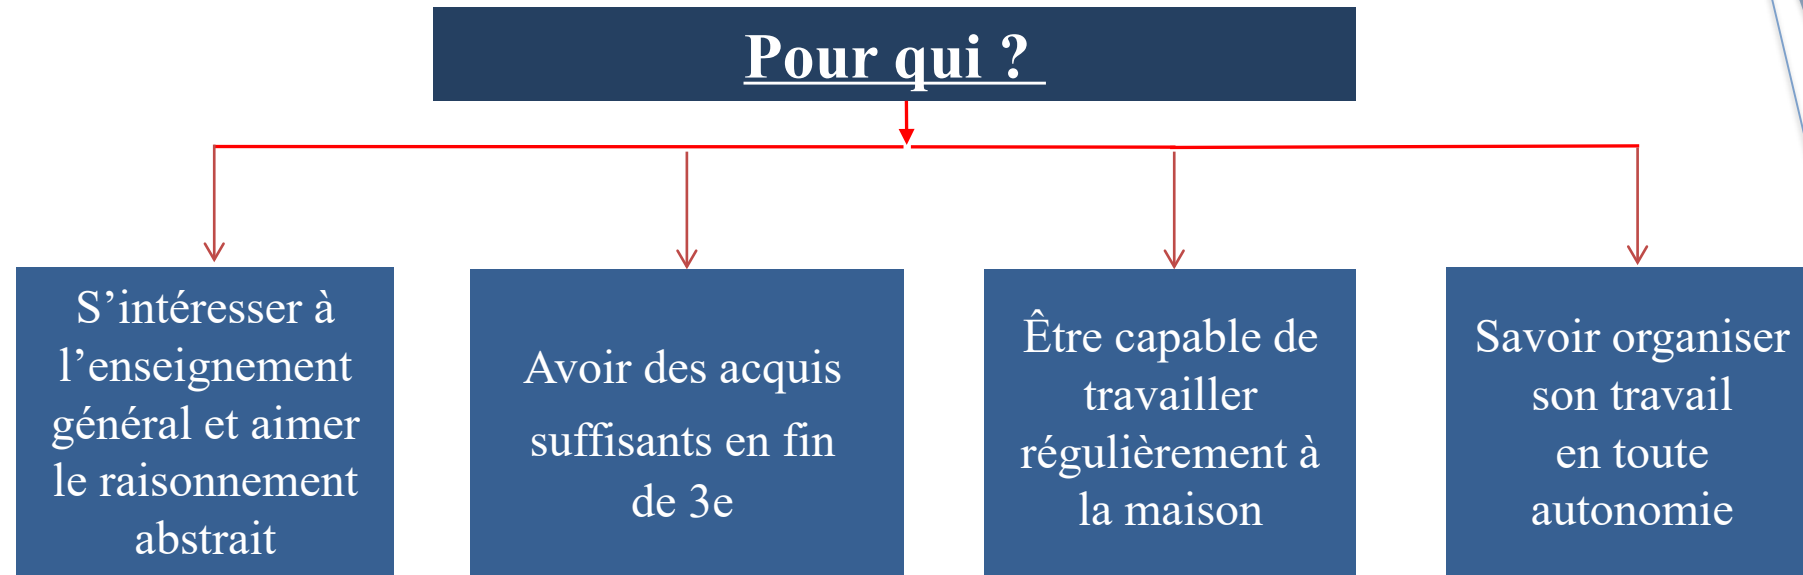 Pour qui ?
S’intéresser à
l’enseignement
général et aimer
le raisonnement
abstrait
Avoir des acquis
suffisants en fin
de 3e
Être capable de
travailler
régulièrement à
la maison
Savoir organiser
son travail
en toute
autonomie